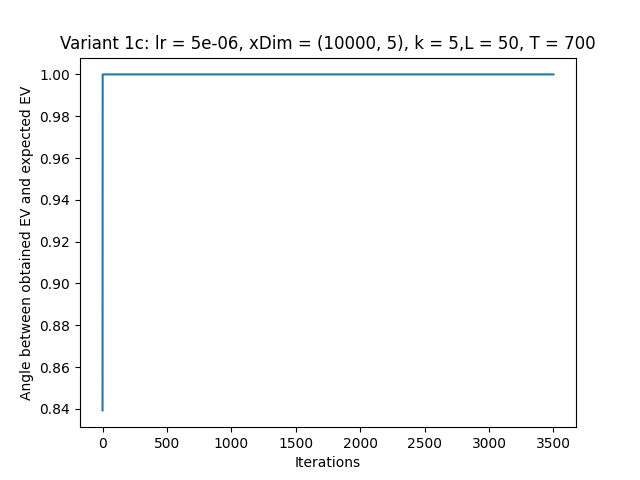 Variant 1c: lr = 5e-06, xDim = (10000, 5), k = 5,L = 50, T = 700
Angle between obtained EV and expected EV
1.00
0.98
0.96
0.94
0.92
0.90
0.88
0.86
0.84
0 500 1000 1500 2000 2500 3000 3500
Iterations